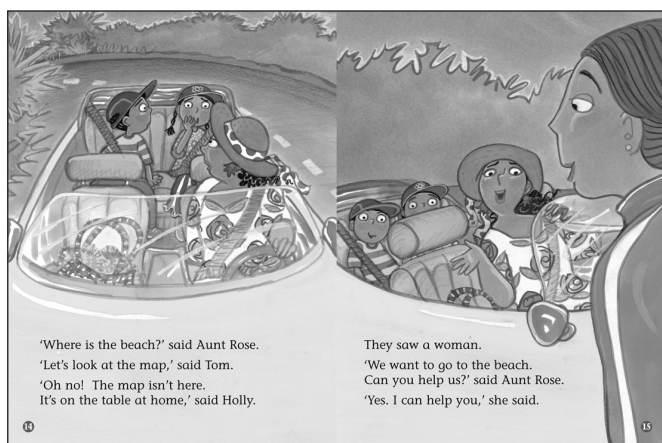 'Where is the beach?' said Aunt Rose.
'Let's look at the map,' said Tom.
'Oh no!  The map isn't here.
It's on the table at home,' said Holly.
14
They saw a woman.
'We want to go to the beach.
Can you help us?' said Aunt Rose.
'Yes. I can help you,' she said.
15